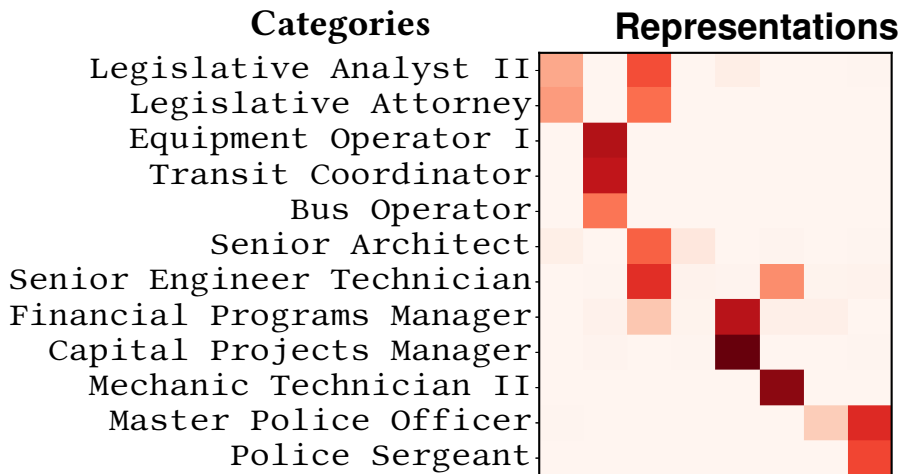 Categories Representations
Legislative Analyst II
Legislative Attorney
Equipment Operator I
Transit Coordinator
Bus Operator
Senior Architect
Senior Engineer Technician
Financial Programs Manager
Capital Projects Manager
Mechanic Technician II
Master Police Officer
Police Sergeant